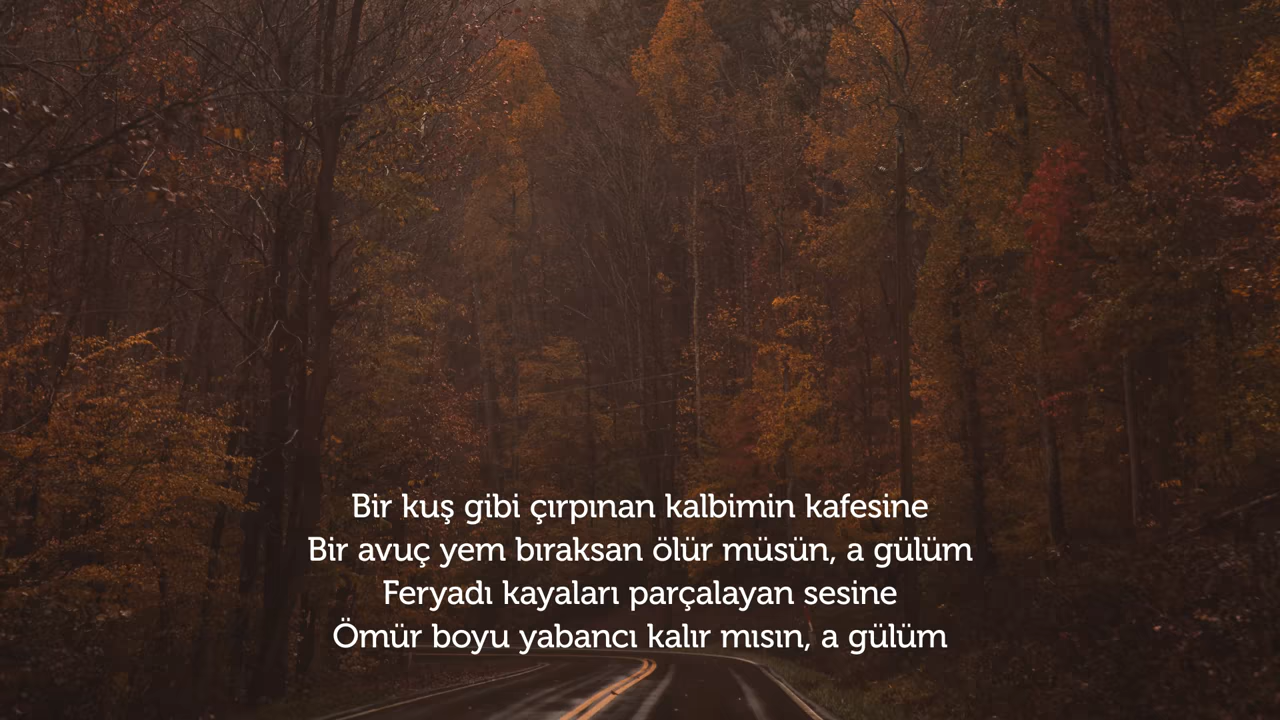 Bir kuş gibi çırpınan kalbimin kafesine
Bir avuç yem bıraksan ölür müsün, a gülüm
Feryadı kayaları parçalayan sesine
Ömür boyu yabancı kalır mısın, a gülüm